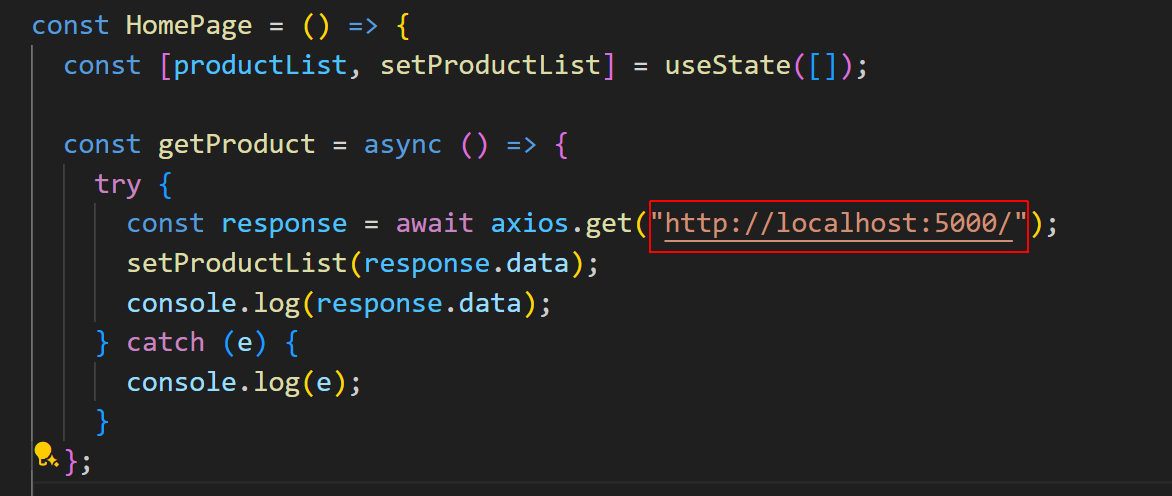 const HomePage = () => {
const [productList, setProductList] = useState([]);
const getProduct = async () => {
try {
const response = await axios.get("http://localhost:5000/");
setProductList(response.data);
console.log(response.data);
} catch (e) {
console.log(e);
}
};